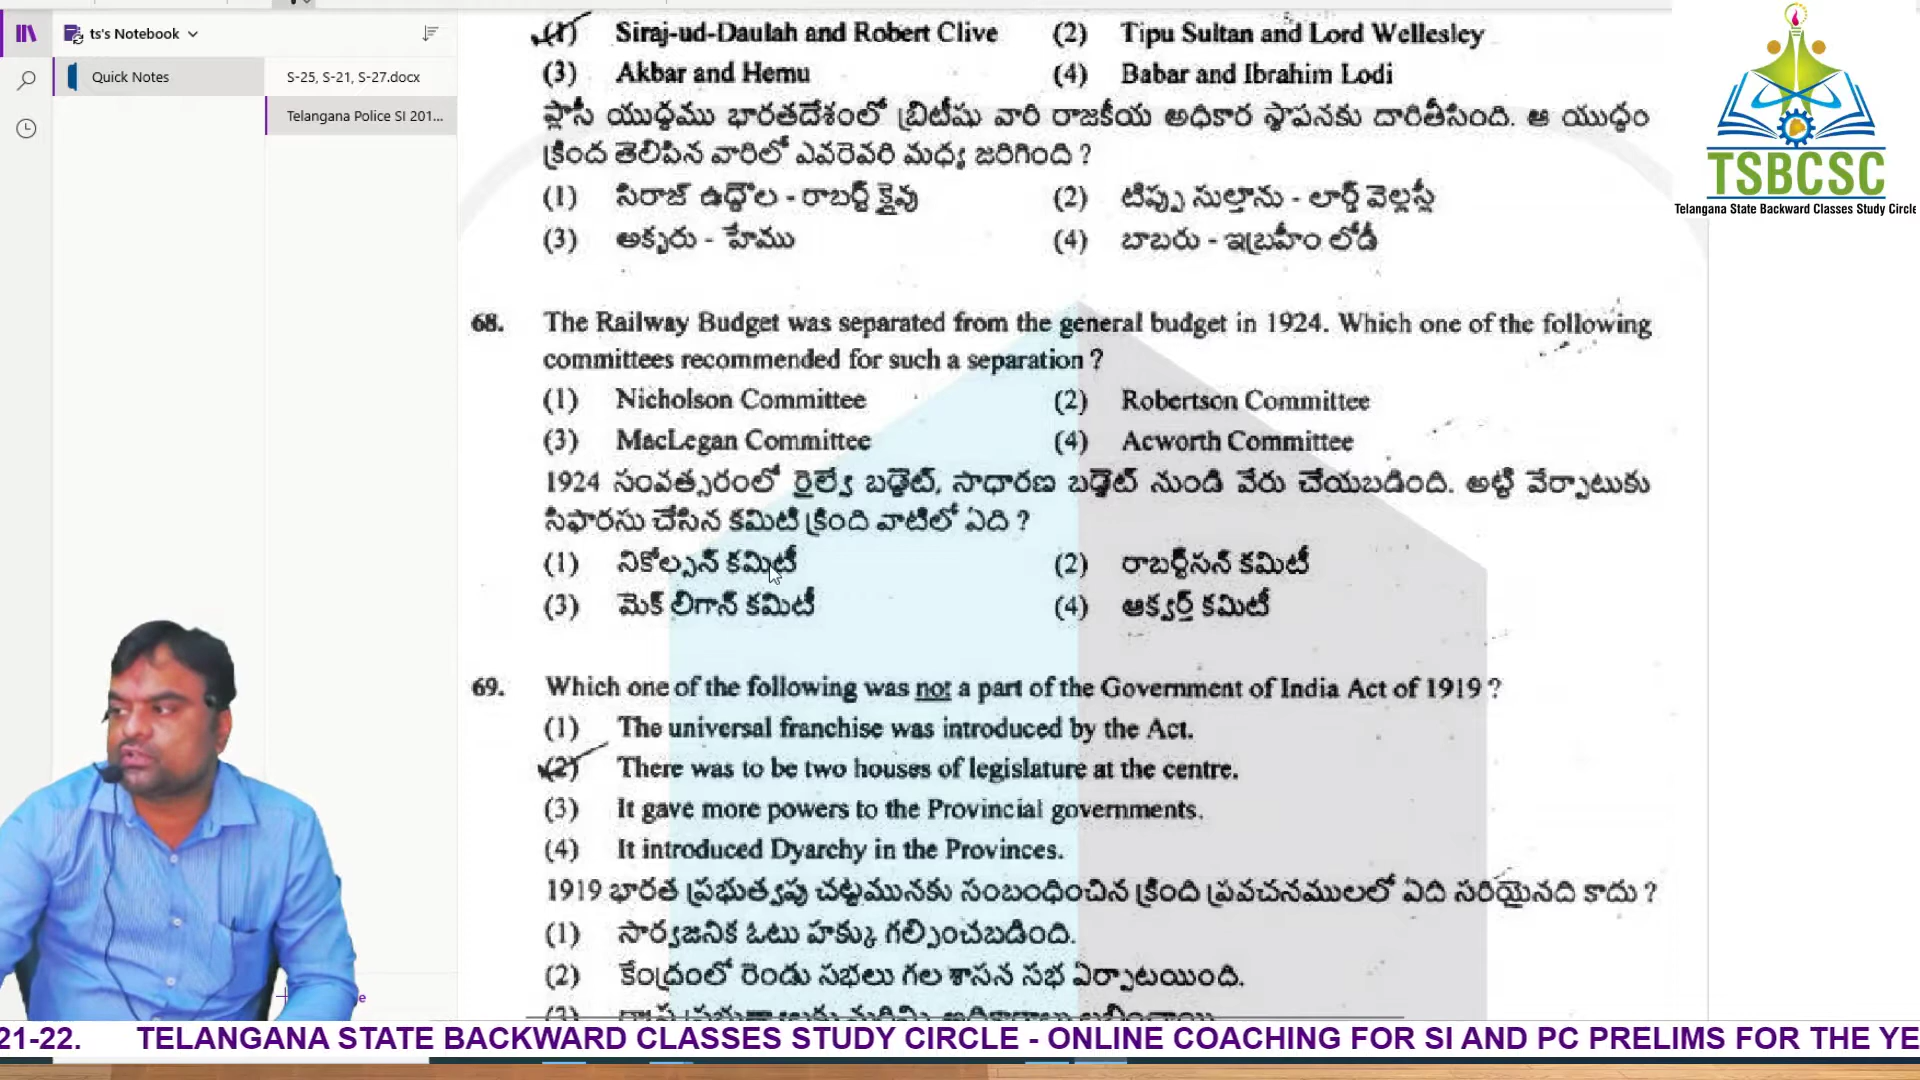 ts's Notebook
Quick Notes
S-25, S-21, S-27.docx
Telangana Police SI 201...
(1) Siraj-ud-Daulah and Robert Clive (2) Tipu Sultan and Lord Wellesley
(3) Akbar and Hemu (4) Babar and Ibrahim Lodi
ప్లాసీ యుద్ధము భారతదేశంలో బ్రిటీషు వారి రాజకీయ అధికార స్థాపనకు దారితీసింది. ఆ యుద్ధం
క్రింద తెలిపిన వారిలో ఎవరెవరి మధ్య జరిగింది ?
(1) సిరాజ్ ఉద్దౌల - రాబర్ట్ క్లైవు (2) టిప్పు సుల్తాను - లార్డ్ వెల్లస్లీ
(3) అక్బరు - హేము (4) బాబరు - ఇబ్రహీం లోడీ
68. The Railway Budget was separated from the general budget in 1924. Which one of the following
committees recommended for such a separation ?
(1) Nicholson Committee (2) Robertson Committee
(3) MacLegan Committee (4) Acworth Committee
1924 సంవత్సరంలో రైల్వే బడ్జెట్, సాధారణ బడ్జెట్ నుండి వేరు చేయబడింది. అట్టి వేర్పాటుకు
సిఫారసు చేసిన కమిటి క్రింది వాటిలో ఏది ?
(1) నికోల్సన్ కమిటీ (2) రాబర్ట్‌సన్ కమిటీ
(3) మెక్ లిగాన్ కమిటీ (4) ఆక్వర్త్ కమిటీ
69. Which one of the following was not a part of the Government of India Act of 1919 ?
(1) The universal franchise was introduced by the Act.
(2) There was to be two houses of legislature at the centre.
(3) It gave more powers to the Provincial governments.
(4) It introduced Dyarchy in the Provinces.
1919 భారత ప్రభుత్వపు చట్టమునకు సంబంధించిన క్రింది ప్రవచనములలో ఏది సరియైనది కాదు ?
(1) సార్వజనిక ఓటు హక్కు గల్పించబడింది.
(2) కేంద్రంలో రెండు సభలు గల శాసన సభ ఏర్పాటయింది.
TSBCSC
Telangana State Backward Classes Study Circle
21-22. TELANGANA STATE BACKWARD CLASSES STUDY CIRCLE - ONLINE COACHING FOR SI AND PC PRELIMS FOR THE YE